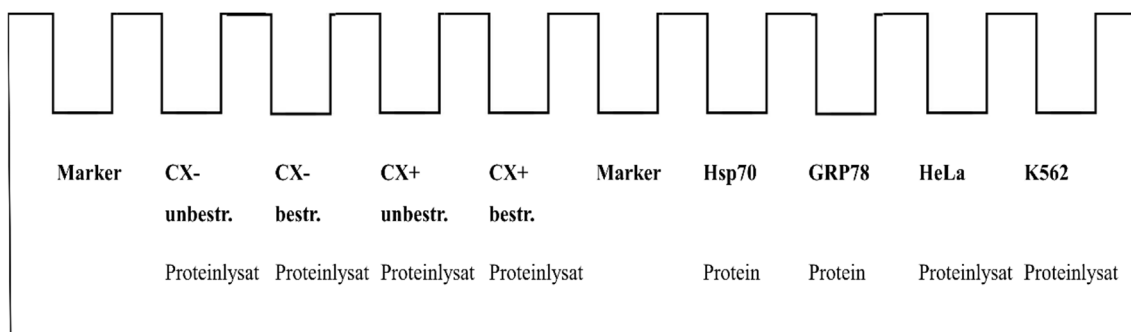 Marker CX- CX- CX+ CX+ Marker Hsp70 GRP78 HeLa K562
unbestr. bestr. unbestr. bestr.
Proteinlysat Proteinlysat Proteinlysat Proteinlysat Protein Protein Proteinlysat Proteinlysat